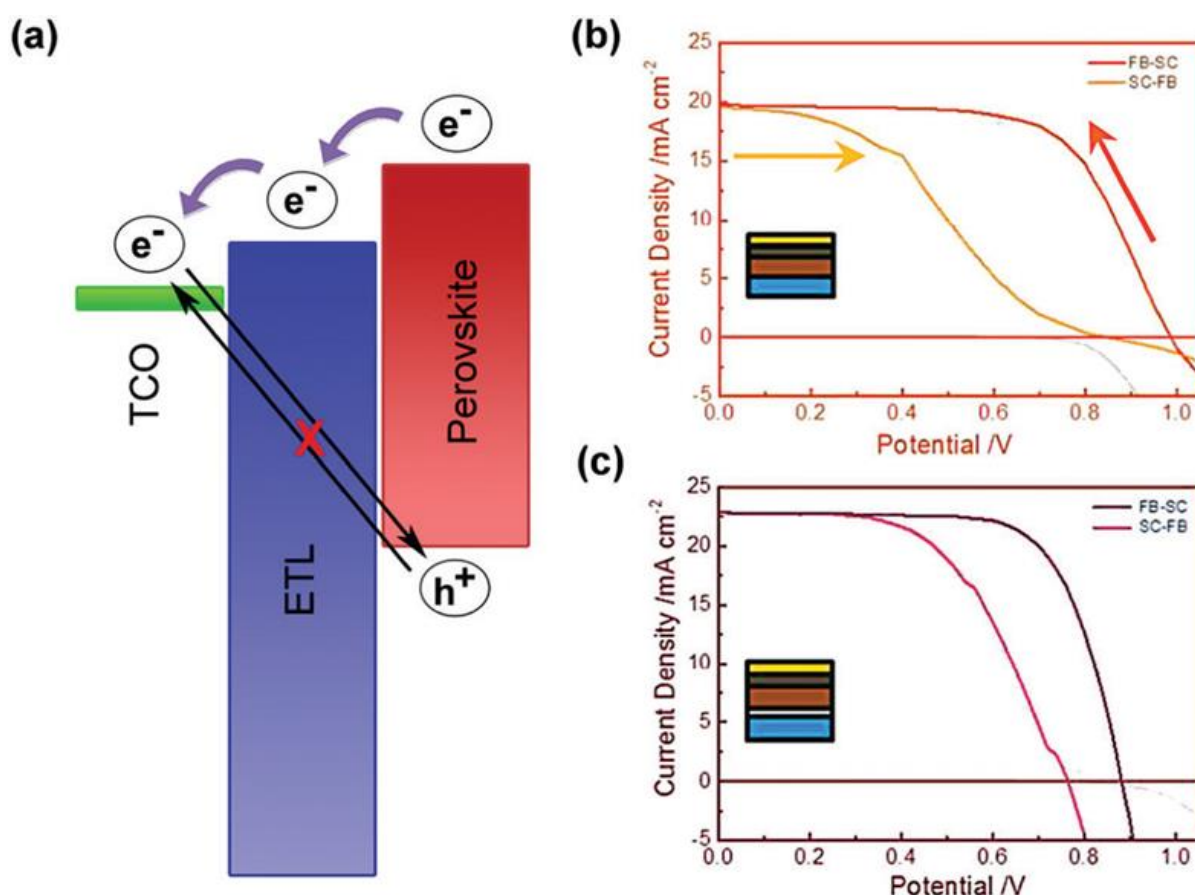 (a)
e⁻
e⁻
e⁻
TCO
ETL
Perovskite
X
h⁺
(b)
Current Density /mA cm⁻²
25
20
15
10
5
0
-5
FB-SC
SC-FB
0.0 0.2 0.4 0.6 0.8 1.0
Potential /V
(c)
Current Density /mA cm⁻²
25
20
15
10
5
0
-5
FB-SC
SC-FB
0.0 0.2 0.4 0.6 0.8 1.0
Potential /V